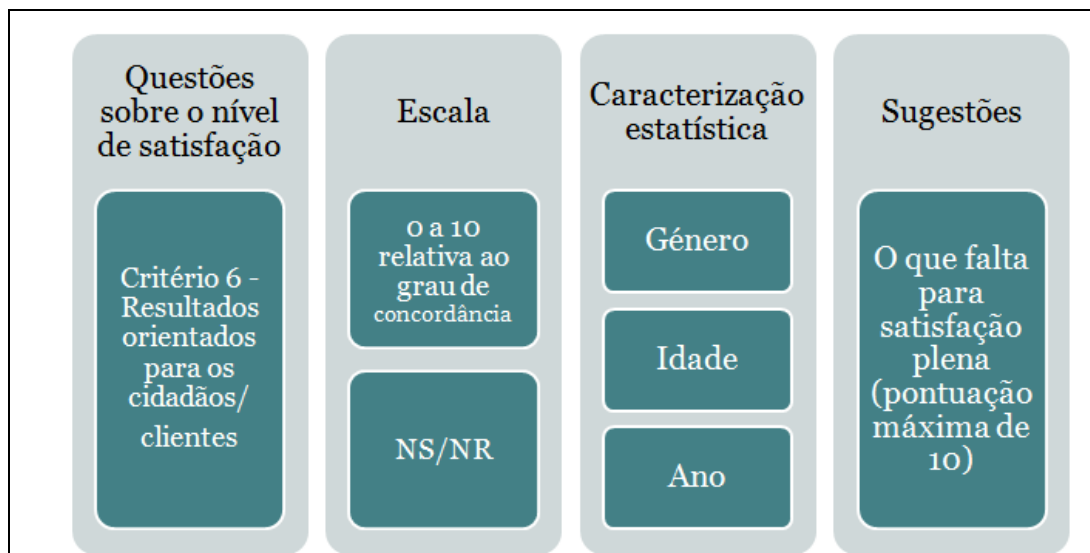 Questões
sobre o nível
de satisfação
Critério 6 -
Resultados
orientados
para os
cidadãos/
clientes
Escala
0 a 10
relativa ao
grau de
concordância
NS/NR
Caracterização
estatística
Género
Idade
Ano
Sugestões
O que falta
para
satisfação
plena
(pontuação
máxima de
10)